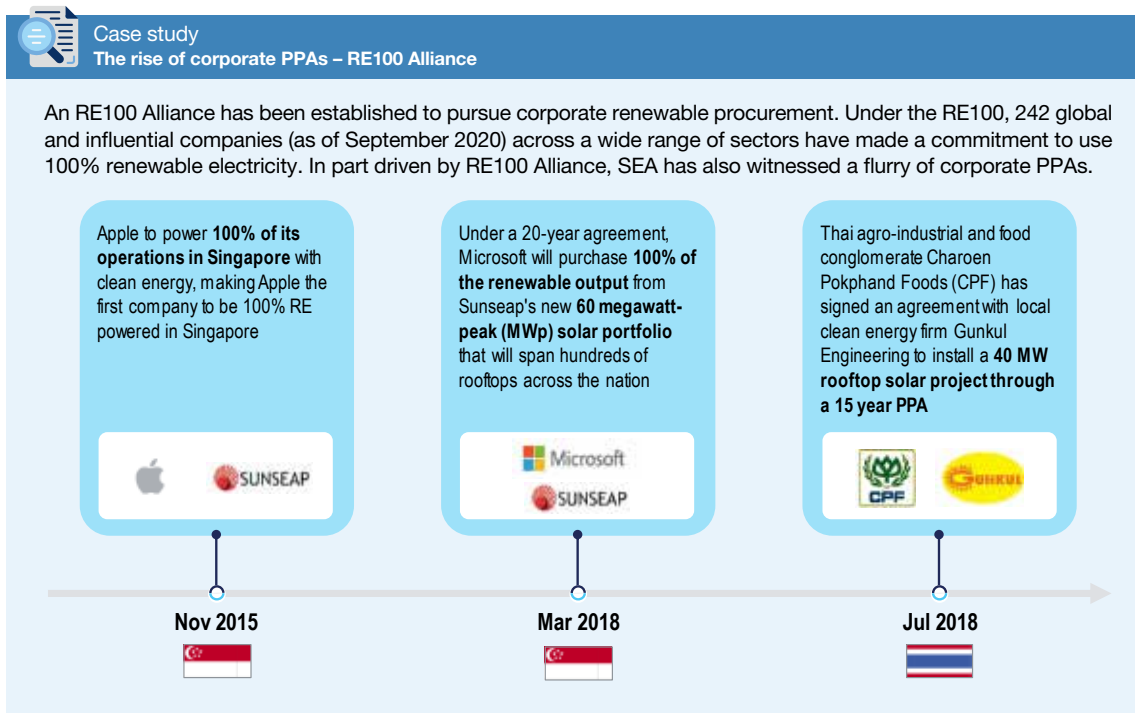 Case study
The rise of corporate PPAs – RE100 Alliance
An RE100 Alliance has been established to pursue corporate renewable procurement. Under the RE100, 242 global
and influential companies (as of September 2020) across a wide range of sectors have made a commitment to use
100% renewable electricity. In part driven by RE100 Alliance, SEA has also witnessed a flurry of corporate PPAs.
Apple to power 100% of its
operations in Singapore with
clean energy, making Apple the
first company to be 100% RE
powered in Singapore
SUNSEAP
Nov 2015
Under a 20-year agreement,
Microsoft will purchase 100% of
the renewable output from
Sunseap's new 60 megawatt-
peak (MWp) solar portfolio
that will span hundreds of
rooftops across the nation
Microsoft
SUNSEAP
Mar 2018
Thai agro-industrial and food
conglomerate Charoen
Pokphand Foods (CPF) has
signed an agreement with local
clean energy firm Gunkul
Engineering to install a 40 MW
rooftop solar project through
a 15 year PPA
CPF
GUNKUL
Jul 2018